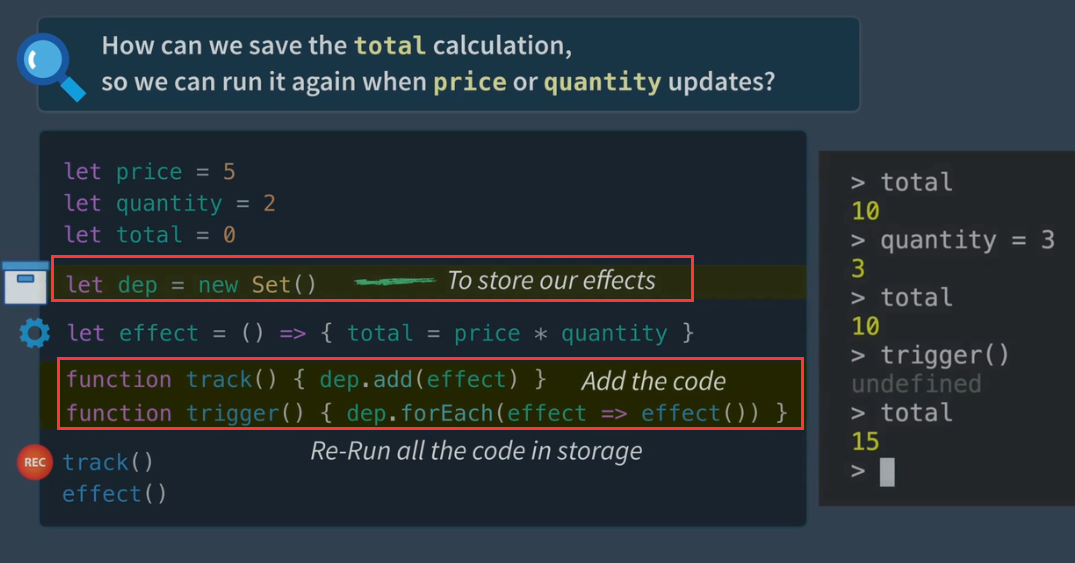 How can we save the total calculation,
so we can run it again when price or quantity updates?
let price = 5
let quantity = 2
let total = 0
let dep = new Set() To store our effects
let effect = () => { total = price * quantity }
function track() { dep.add(effect) } Add the code
function trigger() { dep.forEach(effect => effect()) }
Re-Run all the code in storage
REC track()
effect()
> total
10
> quantity = 3
3
> total
10
> trigger()
undefined
> total
15
>